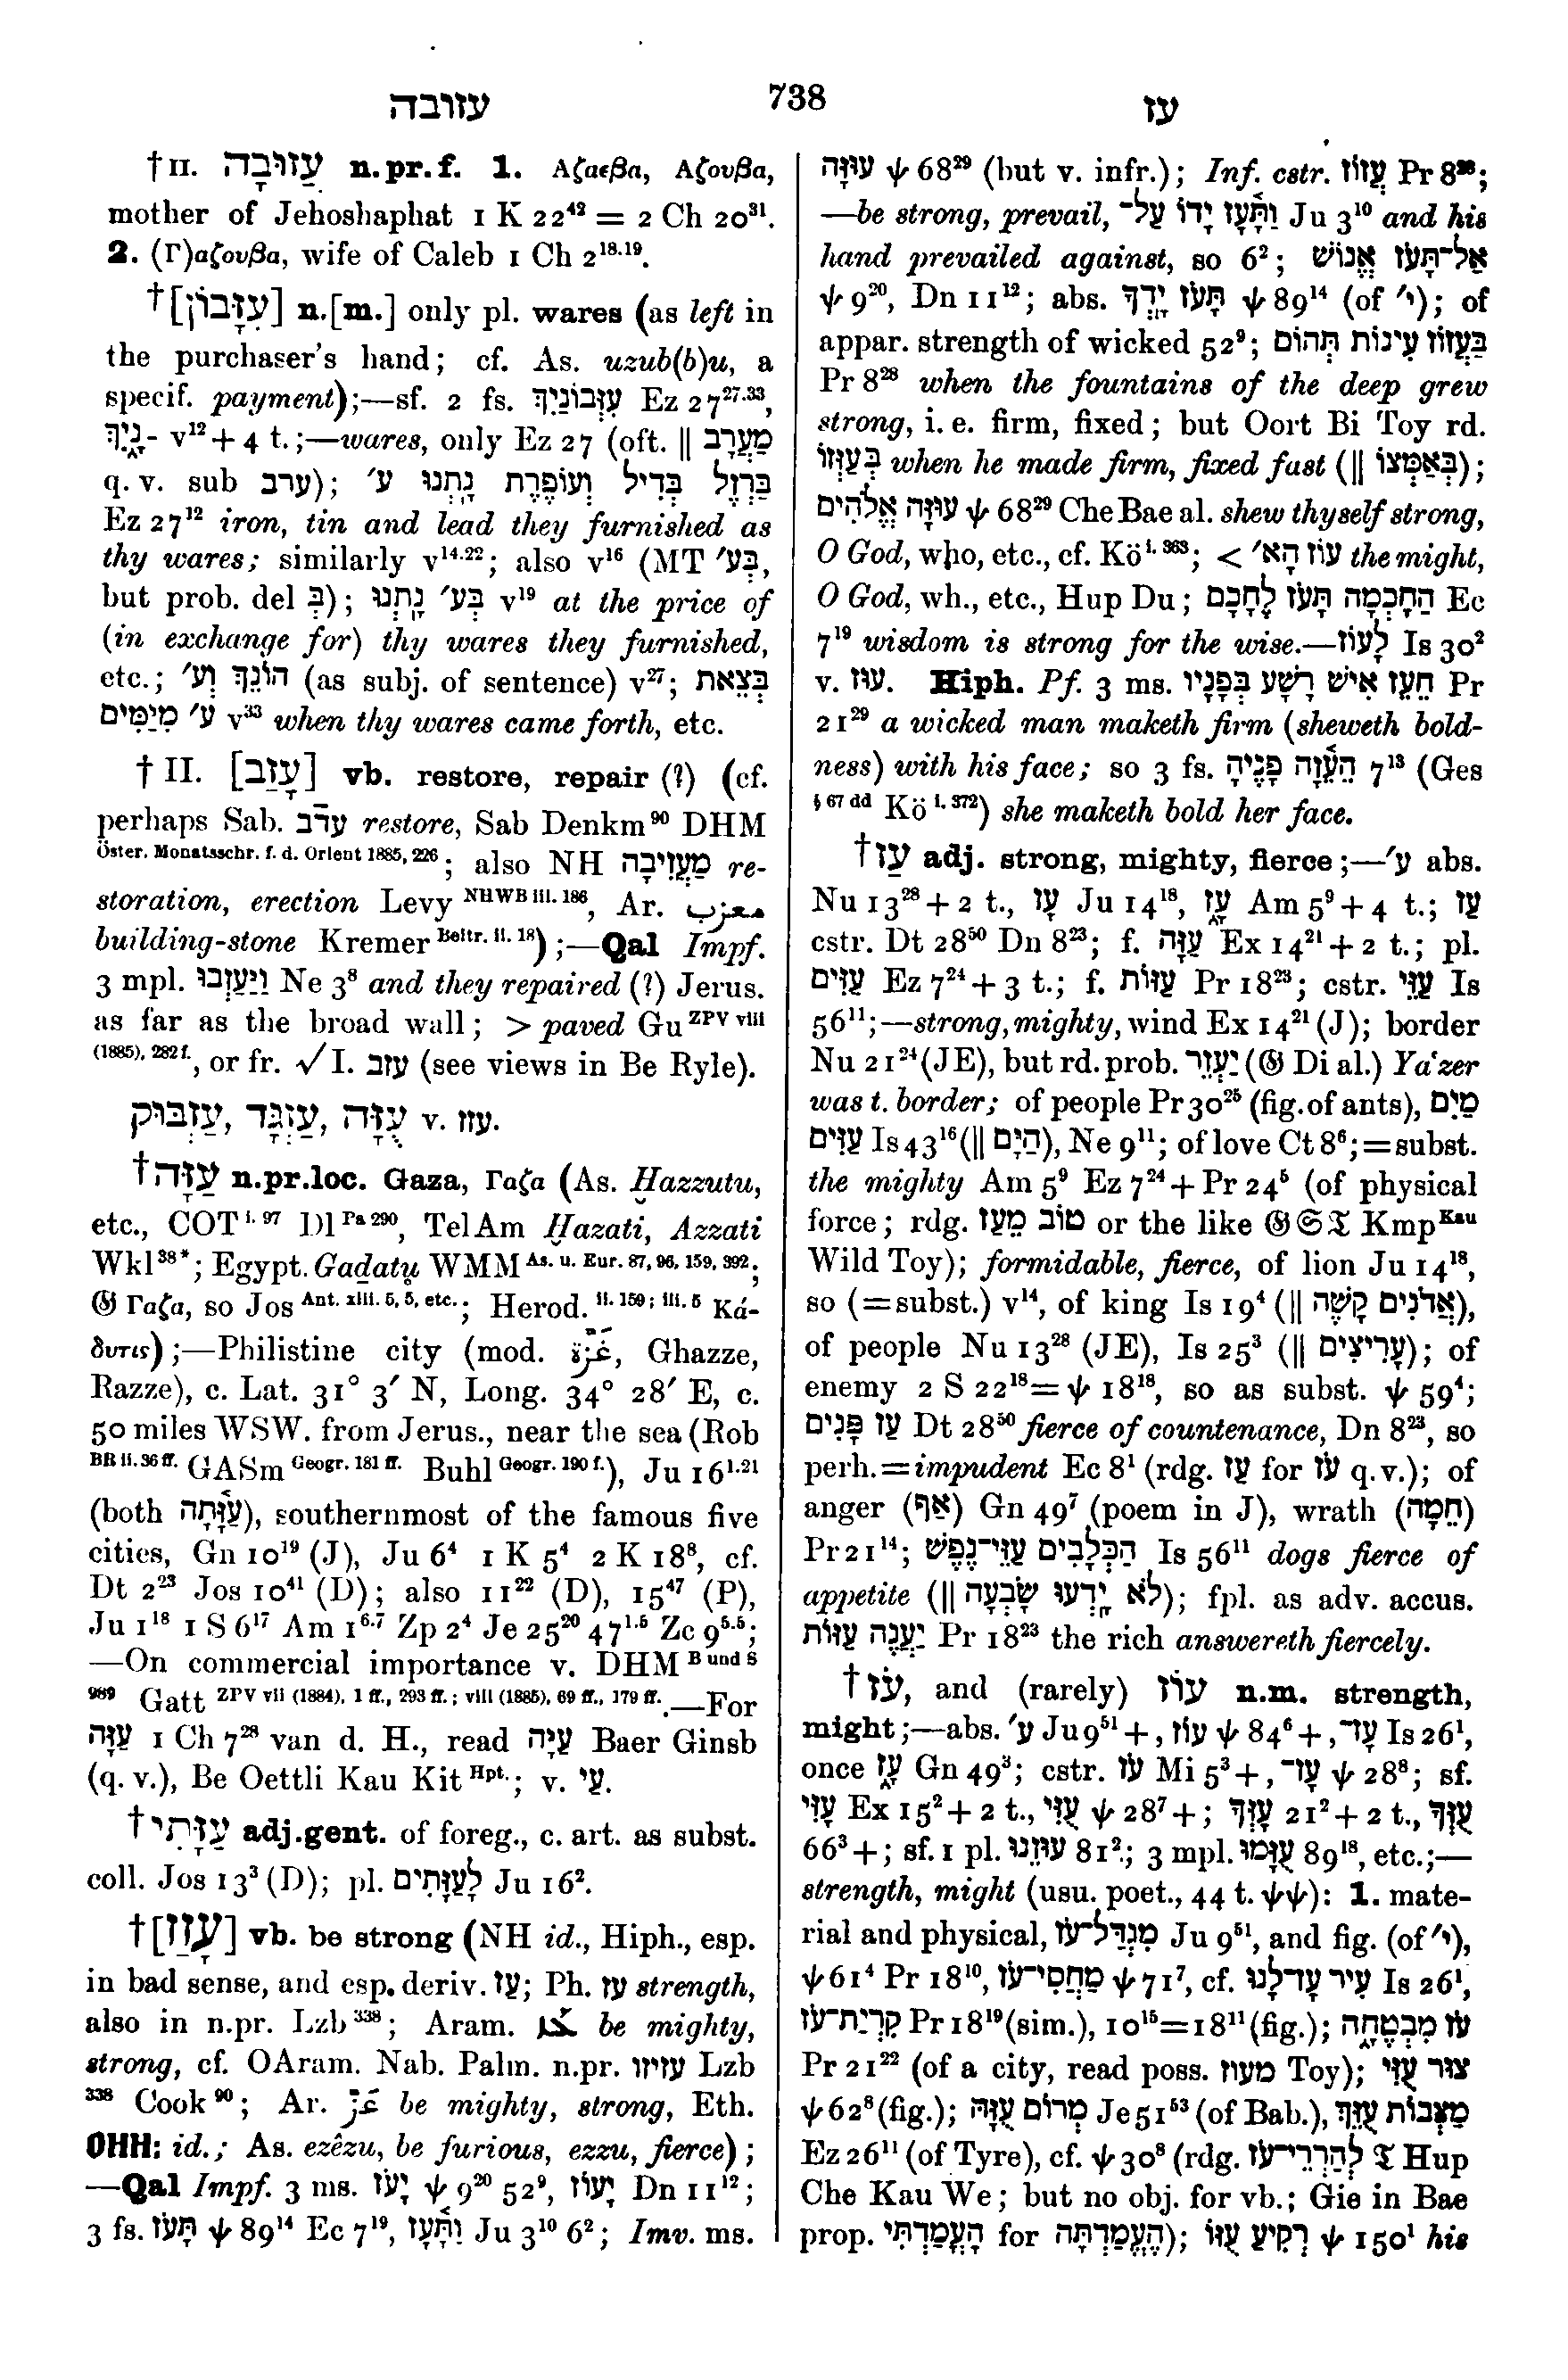 עזובה
738
עז
†II. עֲזוּבָה n.pr.f. 1. Αζαεβα, Αζουβα,
mother of Jehoshaphat 1 K 22⁴² = 2 Ch 20³¹.
2. (Γ)αζουβα, wife of Caleb 1 Ch 2¹⁸·¹⁹.
†[עִזָּבוֹן] n.[m.] only pl. wares (as left in
the purchaser's hand; cf. As. uzub(b)u, a
specif. payment);—sf. 2 fs. עִזְבוֹנַיִךְ Ez 27²⁷·³³,
נָיִךְ- v¹² + 4 t.;—wares, only Ez 27 (oft. ‖ מַעֲרָב
q. v. sub ערב); בַּרְזֶל בְּדִיל וְעוֹפֶרֶת נָתְנוּ ע׳
Ez 27¹² iron, tin and lead they furnished as
thy wares; similarly v¹⁴·²²; also v¹⁶ (MT בְּע׳,
but prob. del בְּ); בְּע׳ נָתְנוּ v¹⁹ at the price of
(in exchange for) thy wares they furnished,
etc.; הוֹנֵךְ וְע׳ (as subj. of sentence) v²⁷; בְּצֵאת
ע׳ מִיַּמִּים v³³ when thy wares came forth, etc.
†II. [עָזַב] vb. restore, repair (?) (cf.
perhaps Sab. עדב restore, Sab Denkm⁹⁰ DHM
Öster. Monatsschr. f. d. Orient 1885, 226; also NH מַעֲזִיבָה re-
storation, erection Levy NHWB iii. 186, Ar. معزب
building-stone Kremer Beitr. ii. 18);—Qal Impf.
3 mpl. וַיַּעַזְבוּ Ne 3⁸ and they repaired (?) Jerus.
as far as the broad wall; > paved Gu ZPV viii
(1885), 282 f., or fr. √ I. עזב (see views in Be Ryle).
עַזְבּוּק, עַזְגָּד, עֻזָּה v. עזז.
†עַזָּה n.pr.loc. Gaza, Γαζα (As. Ḫazzutu,
etc., COT i. 97 Dl Pa 290, TelAm Ḫazati, Azzati
Wkl³⁸*; Egypt. Gadatu WMM As. u. Eur. 87, 96, 159, 392;
𝔊 Γαζα, so Jos Ant. xiii. 5, 5, etc.; Herod. ii. 159; iii. 5 Κά-
δυτις);—Philistine city (mod. غَزّة, Ghazze,
Razze), c. Lat. 31° 3′ N, Long. 34° 28′ E, c.
50 miles WSW. from Jerus., near the sea (Rob
BR ii. 36 ff. GASm Geogr. 181 ff. Buhl Geogr. 190 f.), Ju 16¹·²¹
(both עַזָּ֫תָה), southernmost of the famous five
cities, Gn 10¹⁹ (J), Ju 6⁴ 1 K 5⁴ 2 K 18⁸, cf.
Dt 2²³ Jos 10⁴¹ (D); also 11²² (D), 15⁴⁷ (P),
Ju 1¹⁸ 1 S 6¹⁷ Am 1⁶·⁷ Zp 2⁴ Je 25²⁰ 47¹·⁵ Zc 9⁵·⁵;
—On commercial importance v. DHM B und S
989 Gatt ZPV vii (1884), 1 ff., 293 ff.; viii (1885), 69 ff., 179 ff..—For
עַזָּה 1 Ch 7²⁸ van d. H., read עַיָּה Baer Ginsb
(q. v.), Be Oettli Kau Kit Hpt.; v. עַי.
†עַזָּתִי adj.gent. of foreg., c. art. as subst.
coll. Jos 13³ (D); pl. לָעַזָּתִים Ju 16².
†[עָזַז] vb. be strong (NH id., Hiph., esp.
in bad sense, and esp. deriv. עַז; Ph. עז strength,
also in n.pr. Lzb³³⁸; Aram. ܥܙ be mighty,
strong, cf. OAram. Nab. Palm. n.pr. עזיזו Lzb
338 Cook⁹⁰; Ar. عَزّ be mighty, strong, Eth.
id.; As. ezêzu, be furious, ezzu, fierce);
—Qal Impf. 3 ms. יָעֹז ψ 9²⁰ 52⁹, יָעוֹז Dn 11¹²;
3 fs. תָּעֹז ψ 89¹⁴ Ec 7¹⁹, וַתָּ֫עָז Ju 3¹⁰ 6²; Imv. ms.
עוּזָּה ψ 68²⁹ (but v. infr.); Inf. cstr. עֲזוֹז Pr 8²⁸;
—be strong, prevail, וַתָּ֫עָז יָדוֹ עַל־ Ju 3¹⁰ and his
hand prevailed against, so 6²; אַל־תָּעֹז אֱנוֹשׁ
ψ 9²⁰, Dn 11¹²; abs. תָּעֹז יָֽדְךָ ψ 89¹⁴ (of י׳); of
appar. strength of wicked 52⁹; בַּעֲזוֹז עִינוֹת תְּהוֹם
Pr 8²⁸ when the fountains of the deep grew
strong, i. e. firm, fixed; but Oort Bi Toy rd.
בְּעַזְּזוֹ when he made firm, fixed fast (‖ בְּאַמְּצוֹ);
עוּזָּה אֱלֹהִים ψ 68²⁹ Che Bae al. shew thyself strong,
O God, who, etc., cf. Kö i. 363; < עוֹז הָא׳ the might,
O God, wh., etc., Hup Du; הַחָכְמָה תָּעֹז לֶחָכָם Ec
7¹⁹ wisdom is strong for the wise.—לָעוֹז Is 30²
v. עוּז. Hiph. Pf. 3 ms. הֵעֵז אִישׁ רָשָׁע בְּפָנָיו Pr
21²⁹ a wicked man maketh firm (sheweth bold-
ness) with his face; so 3 fs. הֵעֵ֫זָה פָנֶיהָ 7¹³ (Ges
§ 67 dd Kö i. 372) she maketh bold her face.
†עַז adj. strong, mighty, fierce;—ע׳ abs.
Nu 13²⁸ + 2 t., עָז Ju 14¹⁸, עָ֑ז Am 5⁹ + 4 t.; עַז
cstr. Dt 28⁵⁰ Dn 8²³; f. עַזָּה Ex 14²¹ + 2 t.; pl.
עַזִּים Ez 7²⁴ + 3 t.; f. עַזּוֹת Pr 18²³; cstr. עַזֵּי Is
56¹¹;—strong, mighty, wind Ex 14²¹ (J); border
Nu 21²⁴ (JE), but rd. prob. יַעְזֵר (𝔊 Di al.) Ya‘zer
was t. border; of people Pr 30²⁵ (fig. of ants), מַיִם
עַזִּים Is 43¹⁶ (‖ הַיָּם), Ne 9¹¹; of love Ct 8⁶; = subst.
the mighty Am 5⁹ Ez 7²⁴ + Pr 24⁵ (of physical
force; rdg. טוֹב מֵעַז or the like 𝔊 𝔖 𝔗 Kmp Kau
Wild Toy); formidable, fierce, of lion Ju 14¹⁸,
so (= subst.) v¹⁴, of king Is 19⁴ (‖ אֲדֹנִים קָשֶׁה),
of people Nu 13²⁸ (JE), Is 25³ (‖ עָרִיצִים); of
enemy 2 S 22¹⁸ = ψ 18¹⁸, so as subst. ψ 59⁴;
עַז פָּנִים Dt 28⁵⁰ fierce of countenance, Dn 8²³, so
perh. = impudent Ec 8¹ (rdg. עַז for עֹז q. v.); of
anger (אַף) Gn 49⁷ (poem in J), wrath (חֵמָה)
Pr 21¹⁴; הַכְּלָבִים עַזֵּי־נֶפֶשׁ Is 56¹¹ dogs fierce of
appetite (‖ לֹא יָֽדְעוּ שָׂבְעָה); fpl. as adv. accus.
יַעֲנֶה עַזּוֹת Pr 18²³ the rich answereth fiercely.
†עֹז, and (rarely) עוֹז n.m. strength,
might;—abs. ע׳ Ju 9⁵¹ +, עוֹז ψ 84⁶ +, עָז־ Is 26¹,
once עָ֑ז Gn 49³; cstr. עֹז Mi 5³ +, עָז־ ψ 28⁸; sf.
עָזִּי Ex 15² + 2 t., עֻזִּי ψ 28⁷ +; עָזְּךָ 21² + 2 t., עֻזְּךָ
66³ +; sf. 1 pl. עוּזֵּנוּ 81²; 3 mpl. עֻזָּמוֹ 89¹⁸, etc.;—
strength, might (usu. poet., 44 t. ψψ): 1. mate-
rial and physical, מִגְדַּל־עֹז Ju 9⁵¹, and fig. (of י׳),
ψ 61⁴ Pr 18¹⁰, מַחֲסִי־עֹז ψ 71⁷, cf. עִיר עָז־לָנוּ Is 26¹,
קִרְיַת־עֹז Pr 18¹⁹ (sim.), 10¹⁵ = 18¹¹ (fig.); עֹז מִבְטֶחָ֑ה
Pr 21²² (of a city, read poss. מעוז Toy); צוּר עֻזִּי
ψ 62⁸ (fig.); מְרוֹם עֻזָּהּ Je 51⁵³ (of Bab.), מַצְּבוֹת עֻזֵּךְ
Ez 26¹¹ (of Tyre), cf. ψ 30⁸ (rdg. לְהַרְרֵי־עֹז 𝔗 Hup
Che Kau We; but no obj. for vb.; Gie in Bae
prop. הָעֳמַדְתִּי for הֶעֱמַדְתָּה); רְקִיעַ עֻזּוֹ ψ 150¹ his